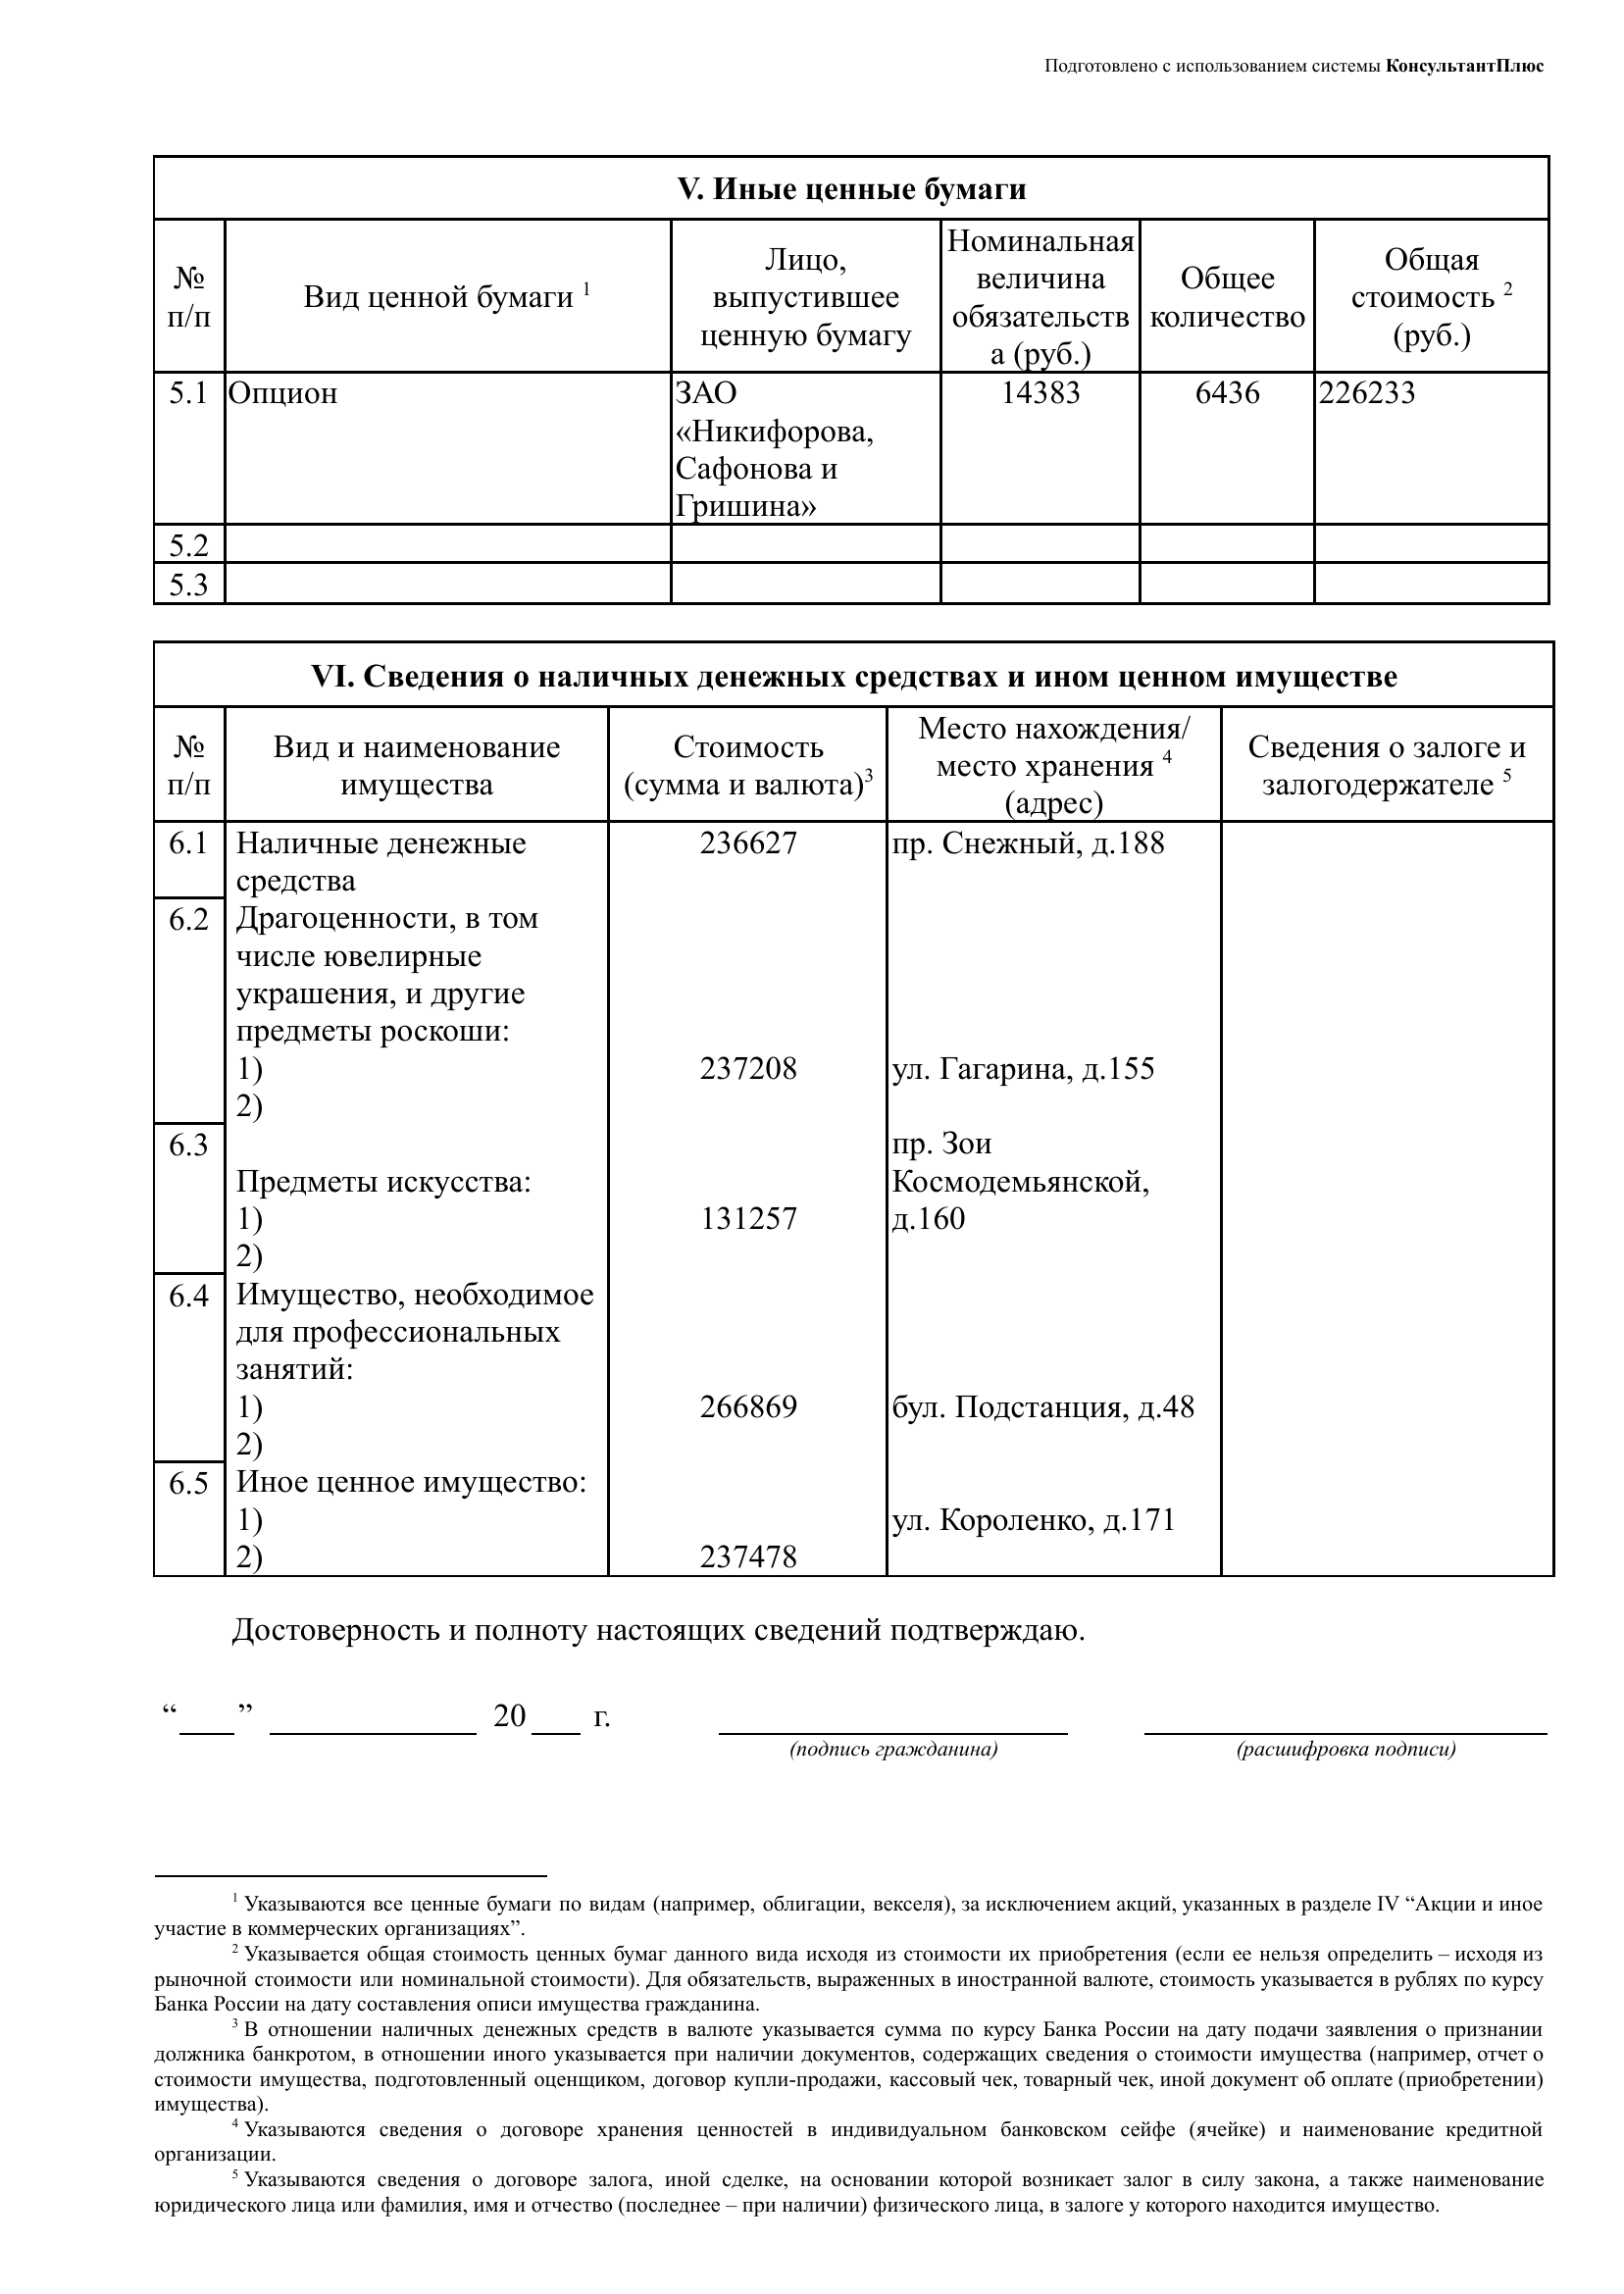 Подготовлено с использованием системы КонсультантПлюс
V. Иные ценные бумаги
№ п/п
Вид ценной бумаги 1
Лицо, выпустившее ценную бумагу
Номинальная величина обязательств а (руб.)
Общее количество
Общая стоимость 2 (руб.)
5.1 Опцион ЗАО 14383 6436 226233
«Никифорова,
Сафонова и
Гришина»
5.2
5.3
VI. Сведения о наличных денежных средствах и ином ценном имуществе
№ п/п
Вид и наименование имущества
Стоимость (сумма и валюта)3
Место нахождения/ место хранения 4 (адрес)
Сведения о залоге и залогодержателе 5
6.1 Наличные денежные 236627 пр. Снежный, д.188
средства
6.2 Драгоценности, в том
числе ювелирные
украшения, и другие
предметы роскоши:
1) 237208 ул. Гагарина, д.155
2)
6.3 пр. Зои
Предметы искусства: Космодемьянской,
1) 131257 д.160
2)
6.4 Имущество, необходимое
для профессиональных
занятий:
1) 266869 бул. Подстанция, д.48
2)
6.5 Иное ценное имущество:
1) ул. Короленко, д.171
2) 237478
Достоверность и полноту настоящих сведений подтверждаю.
“ ” 20 г.
(подпись гражданина) (расшифровка подписи)
1 Указываются все ценные бумаги по видам (например, облигации, векселя), за исключением акций, указанных в разделе IV “Акции и иное
участие в коммерческих организациях”.
2 Указывается общая стоимость ценных бумаг данного вида исходя из стоимости их приобретения (если ее нельзя определить – исходя из
рыночной стоимости или номинальной стоимости). Для обязательств, выраженных в иностранной валюте, стоимость указывается в рублях по курсу
Банка России на дату составления описи имущества гражданина.
3 В отношении наличных денежных средств в валюте указывается сумма по курсу Банка России на дату подачи заявления о признании
должника банкротом, в отношении иного указывается при наличии документов, содержащих сведения о стоимости имущества (например, отчет о
стоимости имущества, подготовленный оценщиком, договор купли-продажи, кассовый чек, товарный чек, иной документ об оплате (приобретении)
имущества).
4 Указываются сведения о договоре хранения ценностей в индивидуальном банковском сейфе (ячейке) и наименование кредитной
организации.
5 Указываются сведения о договоре залога, иной сделке, на основании которой возникает залог в силу закона, а также наименование
юридического лица или фамилия, имя и отчество (последнее – при наличии) физического лица, в залоге у которого находится имущество.